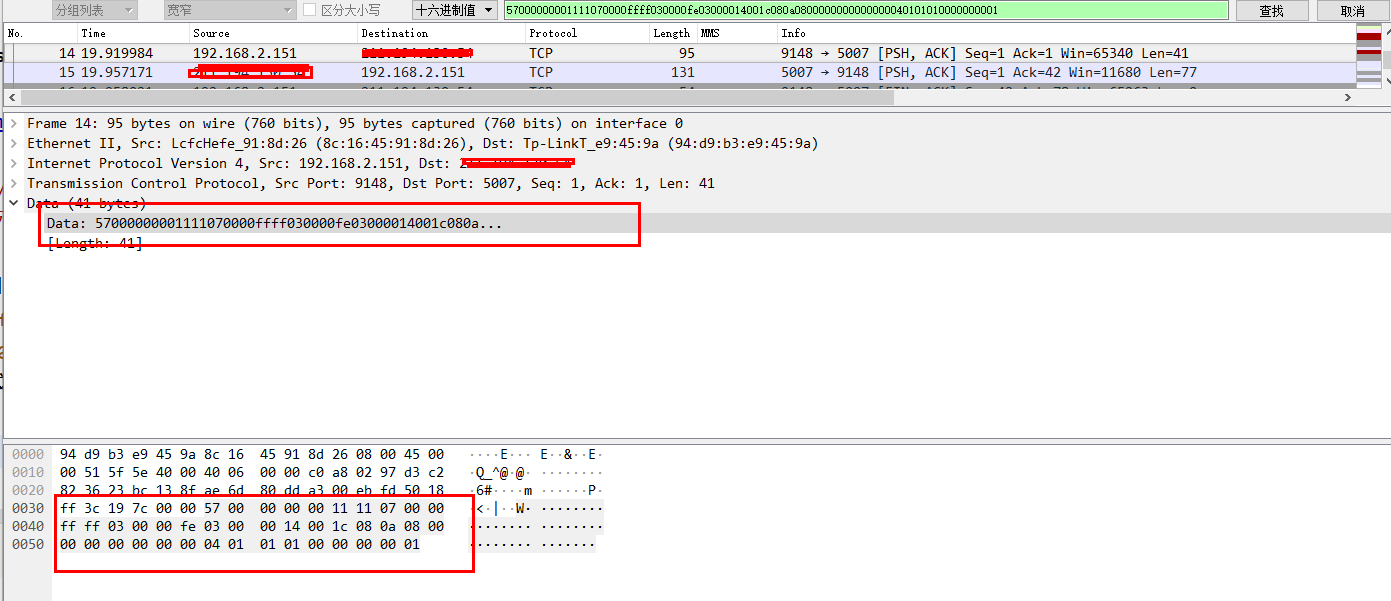 分组列表 宽窄 区分大小写 十六进制值 57000000001111070000ffff030000fe03000014001c080a0800000000000000040101010000000001 查找 取消
No. Time Source Destination Protocol Length MMS Info
14 19.919984 192.168.2.151 TCP 95 9148 → 5007 [PSH, ACK] Seq=1 Ack=1 Win=65340 Len=41
15 19.957171 192.168.2.151 TCP 131 5007 → 9148 [PSH, ACK] Seq=1 Ack=42 Win=11680 Len=77
Frame 14: 95 bytes on wire (760 bits), 95 bytes captured (760 bits) on interface 0
Ethernet II, Src: LcfcHefe_91:8d:26 (8c:16:45:91:8d:26), Dst: Tp-LinkT_e9:45:9a (94:d9:b3:e9:45:9a)
Internet Protocol Version 4, Src: 192.168.2.151, Dst:
Transmission Control Protocol, Src Port: 9148, Dst Port: 5007, Seq: 1, Ack: 1, Len: 41
Data (41 bytes)
Data: 57000000001111070000ffff030000fe03000014001c080a...
[Length: 41]
0000 94 d9 b3 e9 45 9a 8c 16 45 91 8d 26 08 00 45 00 ····E··· E··&··E·
0010 00 51 5f 5e 40 00 40 06 00 00 c0 a8 02 97 d3 c2 ·Q_^@·@· ········
0020 82 36 23 bc 13 8f ae 6d 80 dd a3 00 eb fd 50 18 ·6#····m ······P·
0030 ff 3c 19 7c 00 00 57 00 00 00 00 11 11 07 00 00 ·<·|··W· ········
0040 ff ff 03 00 00 fe 03 00 00 14 00 1c 08 0a 08 00 ········ ········
0050 00 00 00 00 00 00 04 01 01 01 00 00 00 00 01 ········ ·······